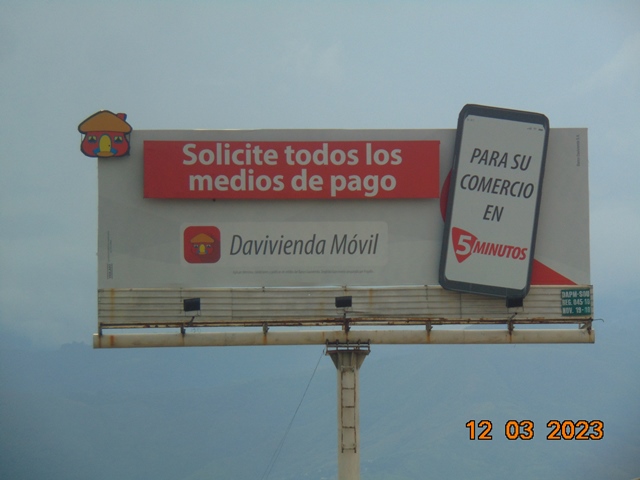 Solicite todos los
medios de pago
Davivienda Móvil
PARA SU
COMERCIO
EN
5 MINUTOS
12 03 2023